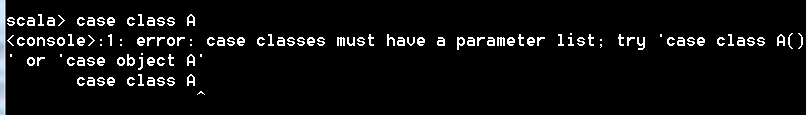 scala> case class A
<console>:1: error: case classes must have a parameter list; try 'case class A()
' or 'case object A'
       case class A
                   ^